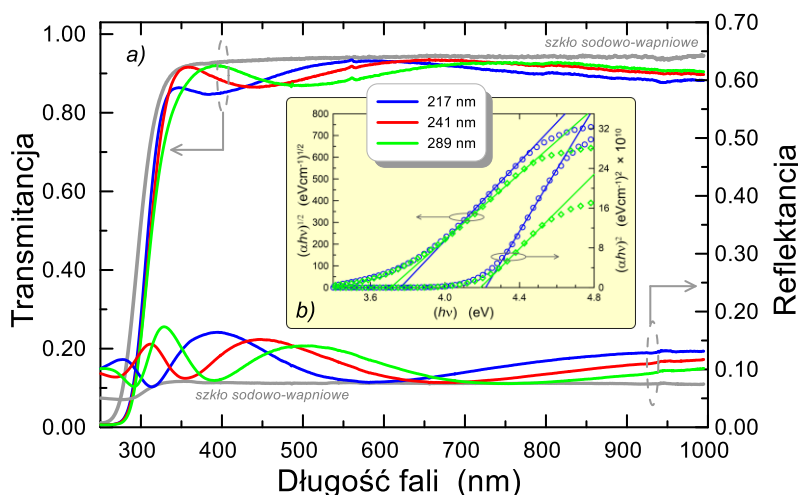 a)
szkło sodowo-wapniowe
217 nm
241 nm
289 nm
Transmitancja
1.00
0.80
0.60
0.40
0.20
0.00
Reflektancja
0.70
0.60
0.50
0.40
0.30
0.20
0.10
0.00
(αhν)1/2 (eVcm-1)1/2
800
700
600
500
400
300
200
100
0
(αhν)2 (eVcm-1)2 × 1010
32
24
16
8
0
3.6 4.0 4.4 4.8
b)
(hν) (eV)
szkło sodowo-wapniowe
300 400 500 600 700 800 900 1000
Długość fali (nm)